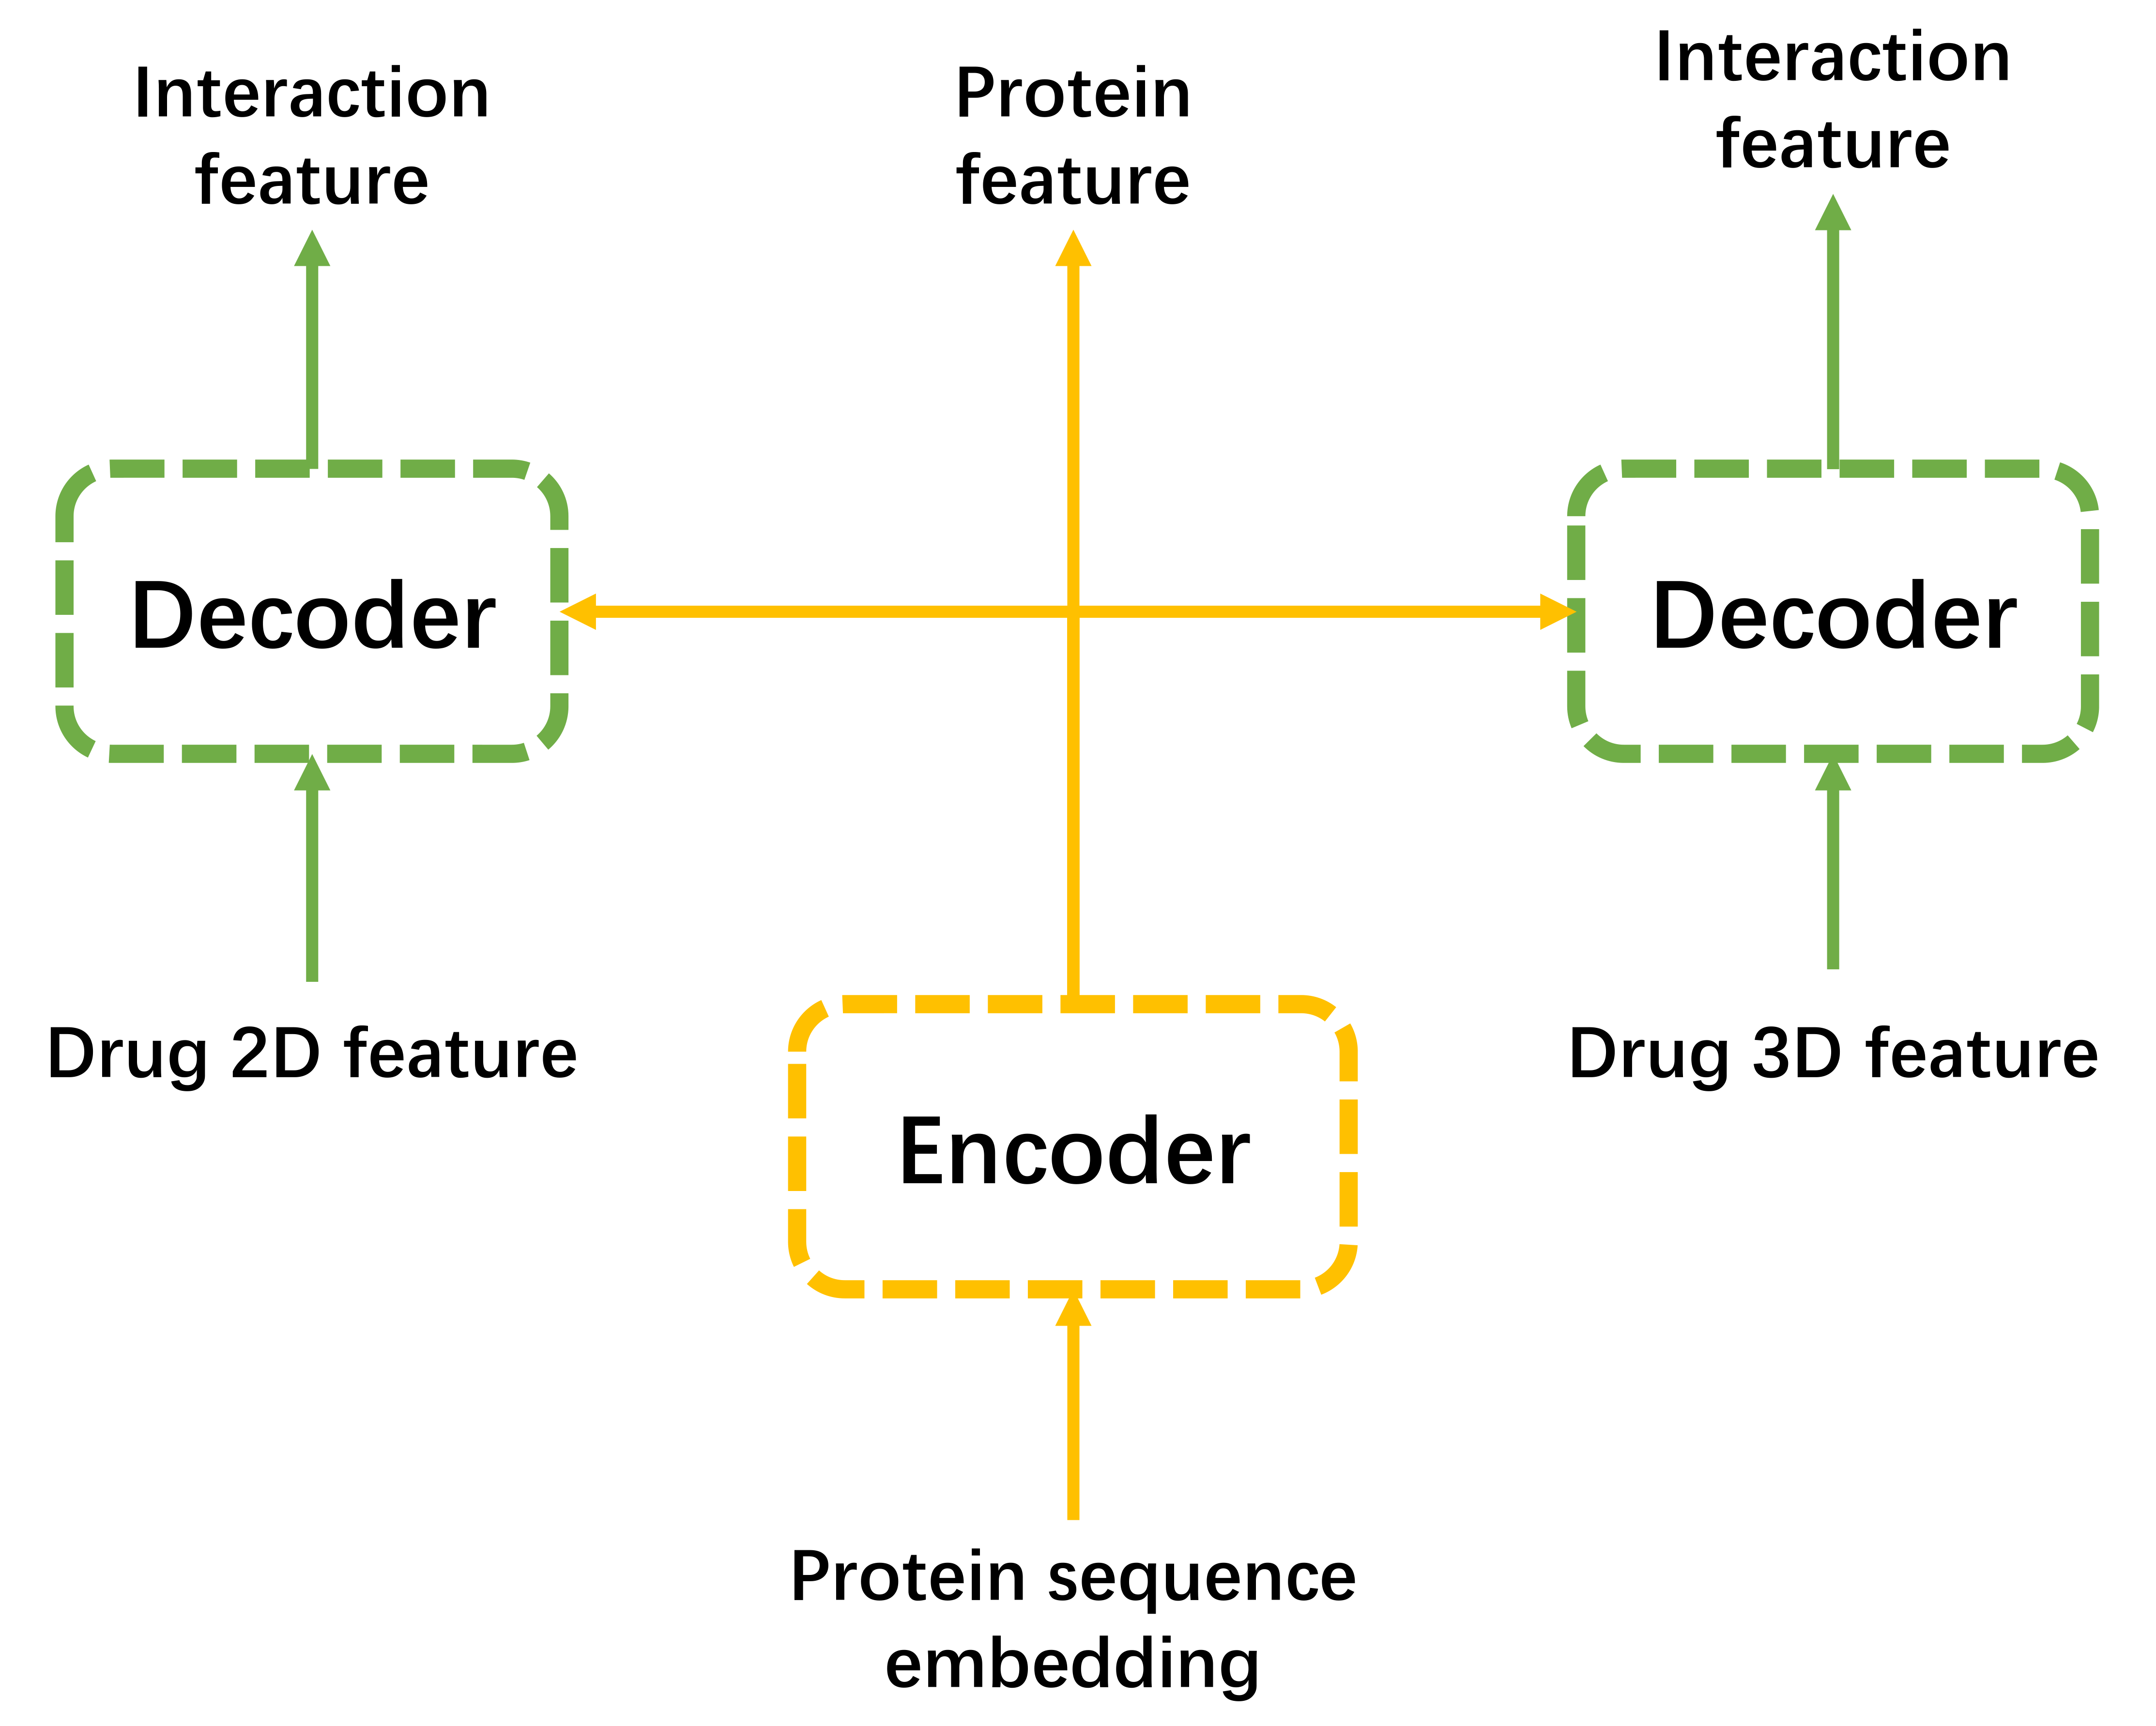 Interaction
feature
Protein
feature
Interaction
feature
Decoder
Decoder
Drug 2D feature
Drug 3D feature
Encoder
Protein sequence
embedding